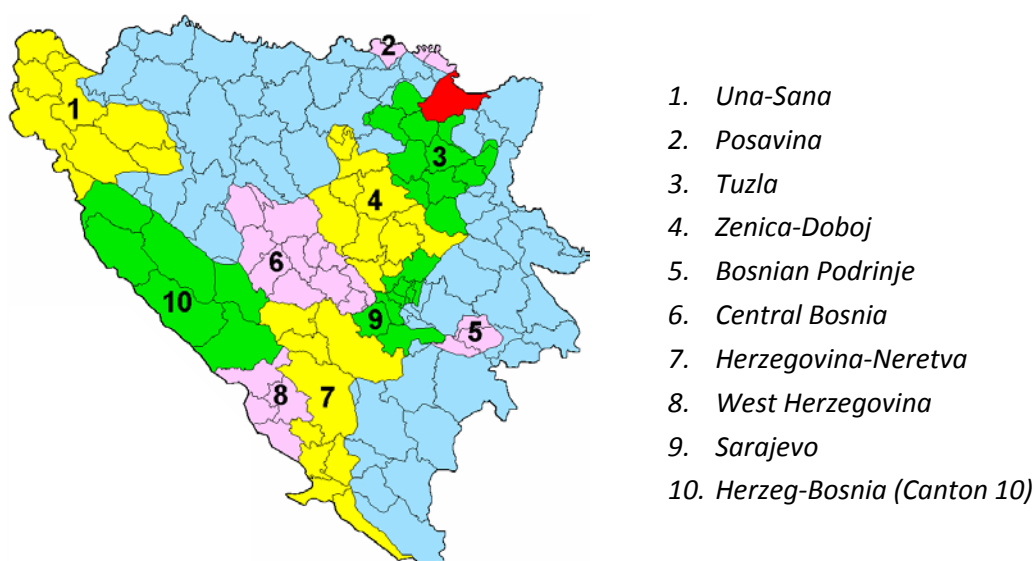 2
1
3
4
6
10
9
5
8
7
1. Una-Sana
2. Posavina
3. Tuzla
4. Zenica-Doboj
5. Bosnian Podrinje
6. Central Bosnia
7. Herzegovina-Neretva
8. West Herzegovina
9. Sarajevo
10. Herzeg-Bosnia (Canton 10)